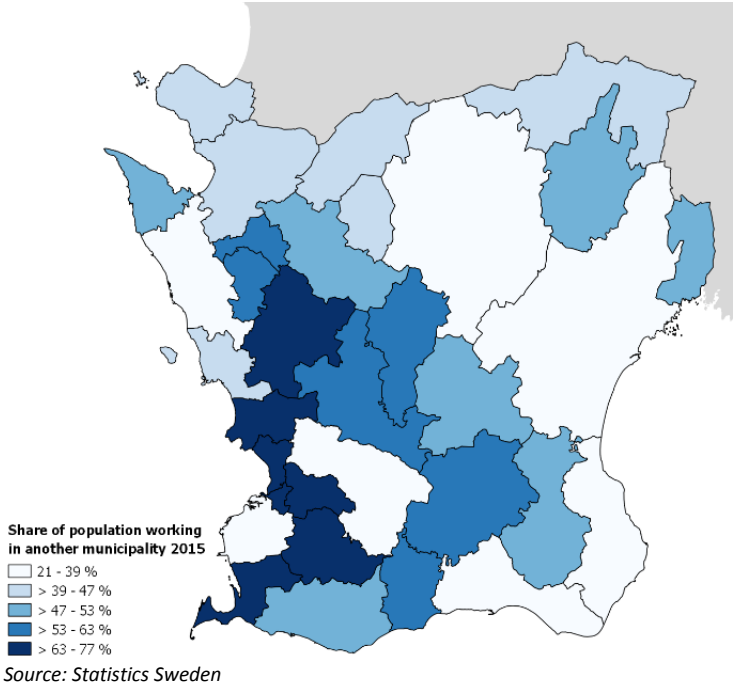 Share of population working
in another municipality 2015
21 - 39 %
> 39 - 47 %
> 47 - 53 %
> 53 - 63 %
> 63 - 77 %
Source: Statistics Sweden